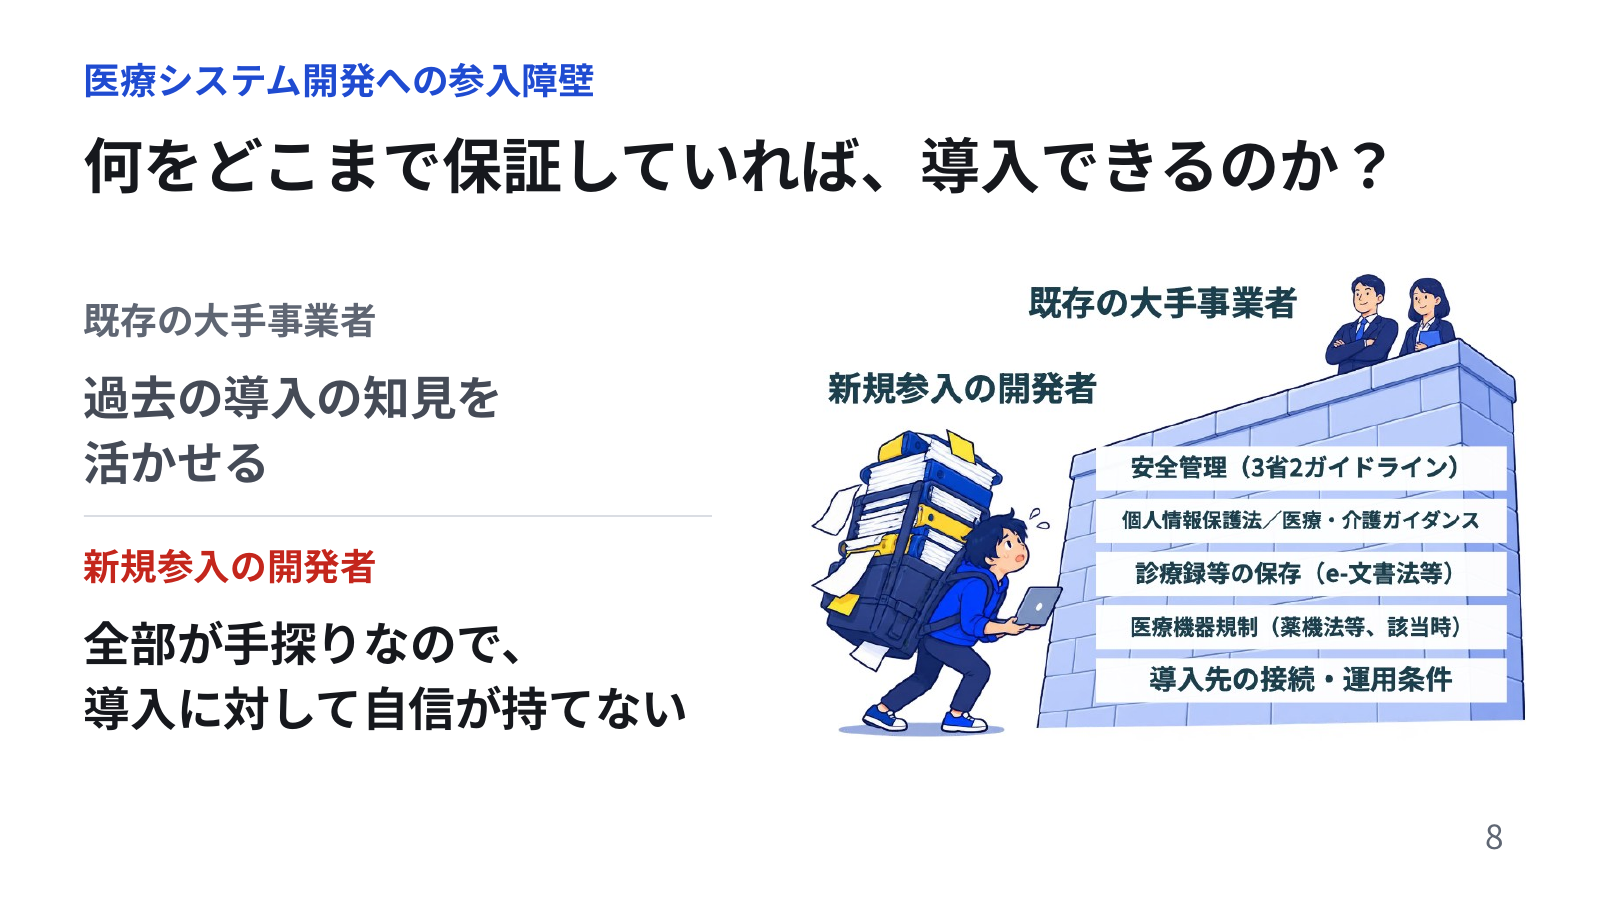 医療システム開発への参入障壁
何をどこまで保証していれば、導入できるのか？
既存の大手事業者
過去の導入の知見を
活かせる
新規参入の開発者
全部が手探りなので、
導入に対して自信が持てない
既存の大手事業者
新規参入の開発者
安全管理（3省2ガイドライン）
個人情報保護法／医療・介護ガイダンス
診療録等の保存（e-文書法等）
医療機器規制（薬機法等、該当時）
導入先の接続・運用条件
8